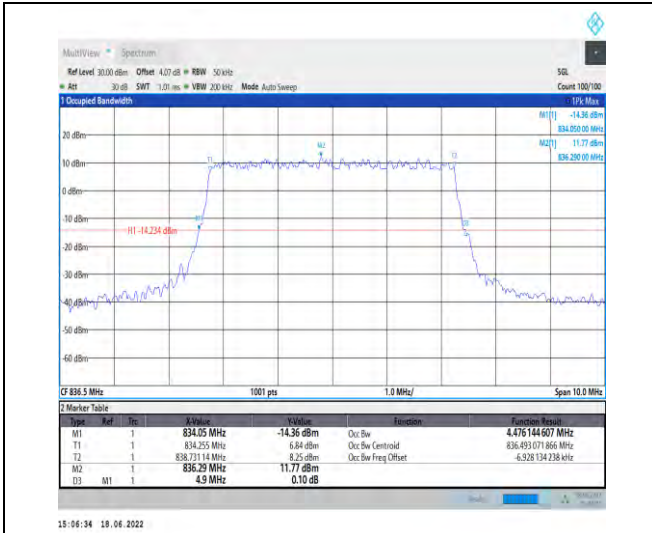 MultiView Spectrum
Ref Level 30.00 dBm Offset 4.07 dB RBW 50 kHz SGL
Att 30 dB SWT 1.01 ms VBW 200 kHz Mode Auto Sweep Count 100/100
1 Occupied Bandwidth 1Pk Max
M1[1] -14.36 dBm
834.050 00 MHz
M2[1] 11.77 dBm
836.290 00 MHz
20 dBm
M2
T1 T2
10 dBm
0 dBm
-10 dBm
H1 -14.234 dBm
-20 dBm
-30 dBm
-40 dBm
-50 dBm
-60 dBm
CF 836.5 MHz 1001 pts 1.0 MHz/ Span 10.0 MHz
2 Marker Table
Type Ref Trc X-Value Y-Value Function Function Result
M1 1 834.05 MHz -14.36 dBm Occ Bw 4.476 144 607 MHz
T1 1 834.255 MHz 6.84 dBm Occ Bw Centroid 836.493 071 866 MHz
T2 1 838.731 14 MHz 8.25 dBm Occ Bw Freq Offset -6.928 134 238 kHz
M2 1 836.29 MHz 11.77 dBm
D3 M1 1 4.9 MHz 0.10 dB
15:06:34 18.06.2022